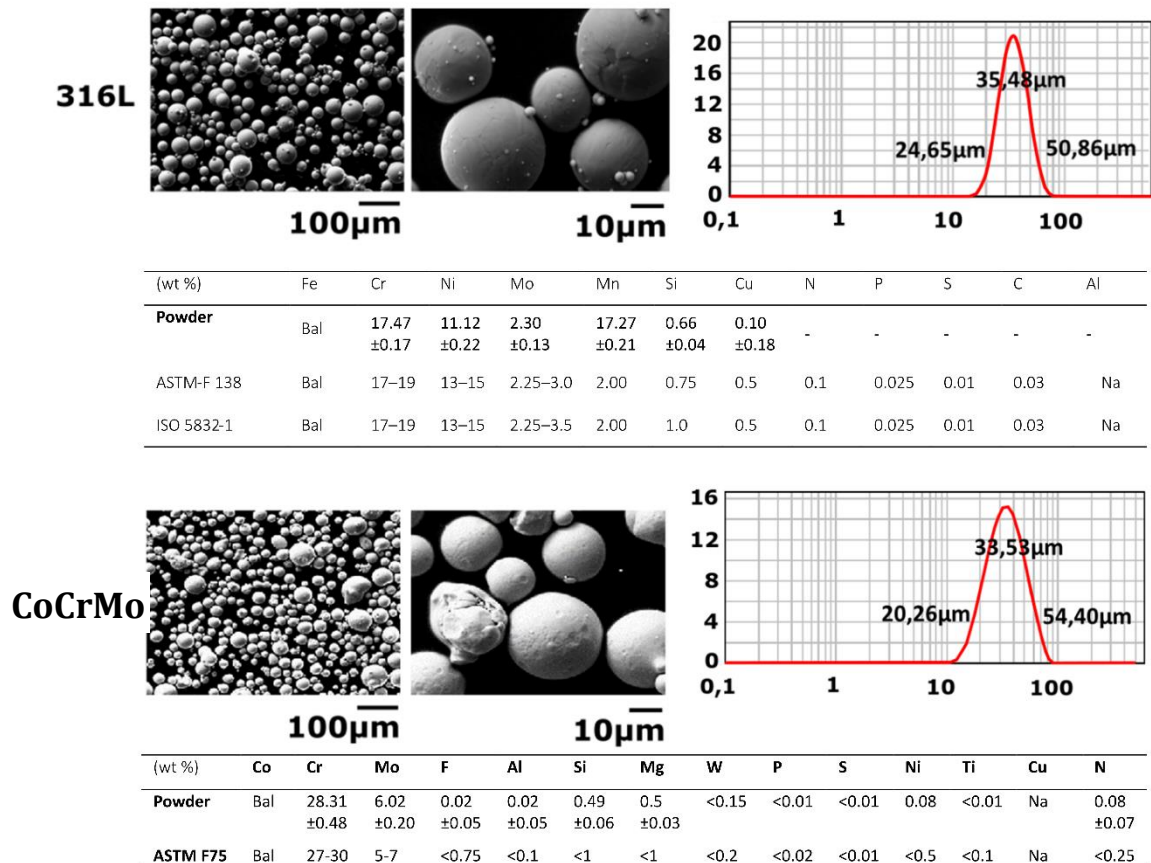 316L
100µm
10µm
20
16
12
8
4
0
35,48µm
24,65µm
50,86µm
0,1 1 10 100
(wt %) Fe Cr Ni Mo Mn Si Cu N P S C Al
Powder Bal 17.47 11.12 2.30 17.27 0.66 0.10 - - - - -
±0.17 ±0.22 ±0.13 ±0.21 ±0.04 ±0.18
ASTM-F 138 Bal 17–19 13–15 2.25–3.0 2.00 0.75 0.5 0.1 0.025 0.01 0.03 Na
ISO 5832-1 Bal 17–19 13–15 2.25–3.5 2.00 1.0 0.5 0.1 0.025 0.01 0.03 Na
CoCrMo
100µm
10µm
16
12
8
4
0
33,53µm
20,26µm
54,40µm
0,1 1 10 100
(wt %) Co Cr Mo F Al Si Mg W P S Ni Ti Cu N
Powder Bal 28.31 6.02 0.02 0.02 0.49 0.5 <0.15 <0.01 <0.01 0.08 <0.01 Na 0.08
±0.48 ±0.20 ±0.05 ±0.05 ±0.06 ±0.03 ±0.07
ASTM F75 Bal 27-30 5-7 <0.75 <0.1 <1 <1 <0.2 <0.02 <0.01 <0.5 <0.1 Na <0.25